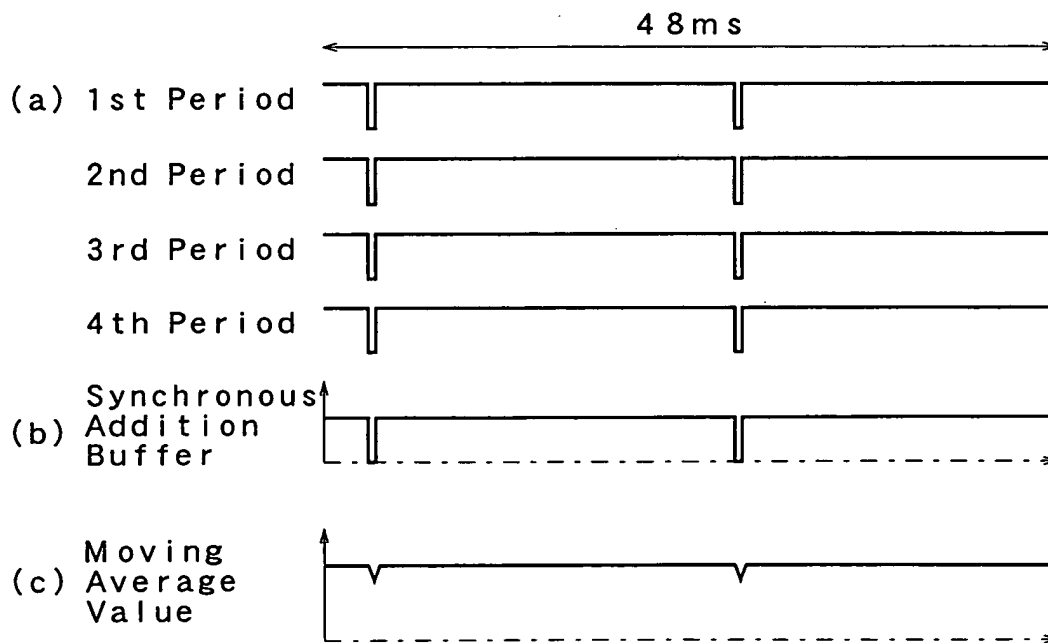 48ms
(a) 1st Period
2nd Period
3rd Period
4th Period
Synchronous
(b) Addition
Buffer
Moving
(c) Average
Value